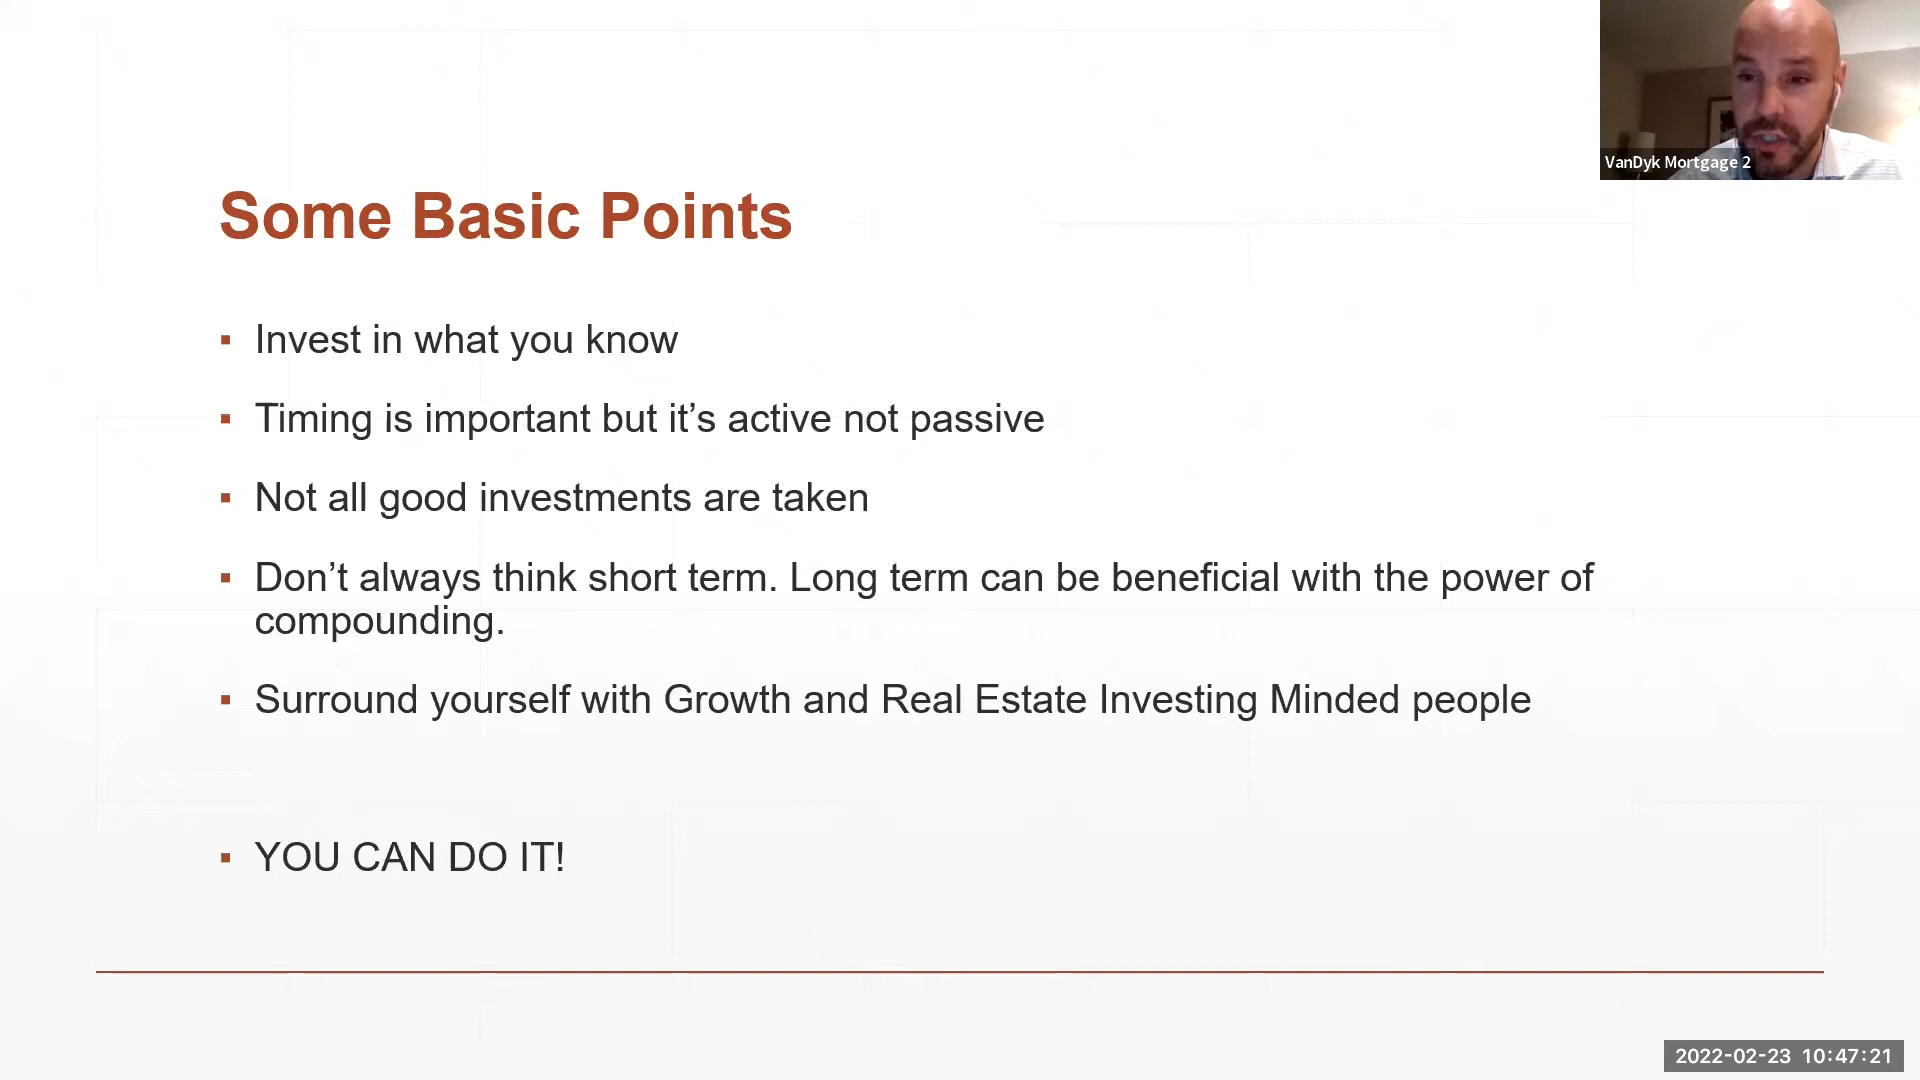 VanDyk Mortgage 2
Some Basic Points
▪ Invest in what you know
▪ Timing is important but it’s active not passive
▪ Not all good investments are taken
▪ Don’t always think short term. Long term can be beneficial with the power of
compounding.
▪ Surround yourself with Growth and Real Estate Investing Minded people
▪ YOU CAN DO IT!
2022-02-23 10:47:21